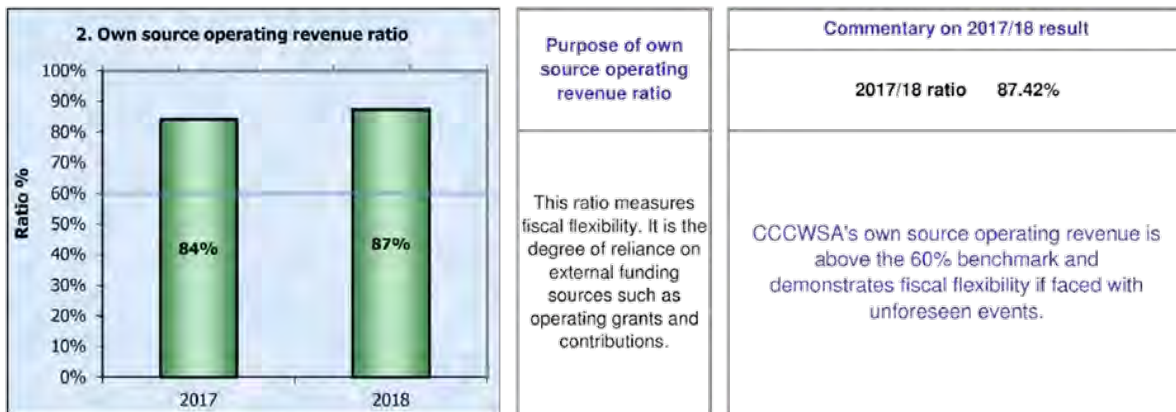 2. Own source operating revenue ratio
Ratio %
100%
90%
80%
70%
60%
50%
40%
30%
20%
10%
0%
84%
87%
2017
2018
Purpose of own
source operating
revenue ratio
This ratio measures
fiscal flexibility. It is the
degree of reliance on
external funding
sources such as
operating grants and
contributions.
Commentary on 2017/18 result
2017/18 ratio 87.42%
CCCWSA's own source operating revenue is
above the 60% benchmark and
demonstrates fiscal flexibility if faced with
unforeseen events.